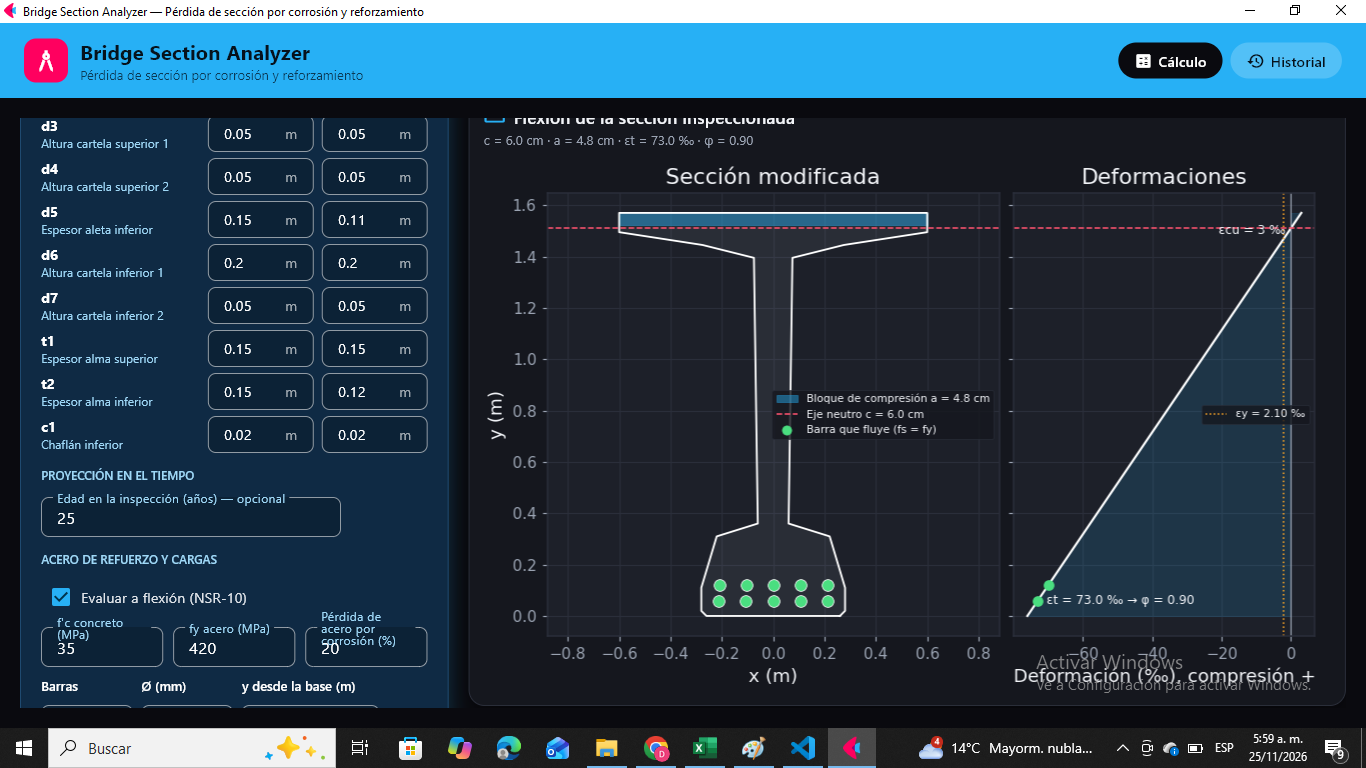 Bridge Section Analyzer — Pérdida de sección por corrosión y reforzamiento
Bridge Section Analyzer
Pérdida de sección por corrosión y reforzamiento
Cálculo
Historial
d3
Altura cartela superior 1
0.05 m
0.05 m
d4
Altura cartela superior 2
0.05 m
0.05 m
d5
Espesor aleta inferior
0.15 m
0.11 m
d6
Altura cartela inferior 1
0.2 m
0.2 m
d7
Altura cartela inferior 2
0.05 m
0.05 m
t1
Espesor alma superior
0.15 m
0.15 m
t2
Espesor alma inferior
0.15 m
0.12 m
c1
Chaflán inferior
0.02 m
0.02 m
PROYECCIÓN EN EL TIEMPO
Edad en la inspección (años) — opcional
25
ACERO DE REFUERZO Y CARGAS
Evaluar a flexión (NSR-10)
f'c concreto (MPa)
35
fy acero (MPa)
420
Pérdida de acero por corrosión (%)
20
Barras
Ø (mm)
y desde la base (m)
Flexión de la sección inspeccionada
c = 6.0 cm · a = 4.8 cm · εt = 73.0 ‰ · φ = 0.90
Sección modificada
y (m)
1.6
1.4
1.2
1.0
0.8
0.6
0.4
0.2
0.0
Bloque de compresión a = 4.8 cm
Eje neutro c = 6.0 cm
Barra que fluye (fs = fy)
−0.8 −0.6 −0.4 −0.2 0.0 0.2 0.4 0.6 0.8
x (m)
Deformaciones
εcu = 3 ‰
εy = 2.10 ‰
εt = 73.0 ‰ → φ = 0.90
−60 −40 −20 0
Deformación (‰), compresión +
Activar Windows
Ve a Configuración para activar Windows.
Buscar
4
14°C Mayorm. nubla...
ESP
5:59 a. m.
25/11/2026
9